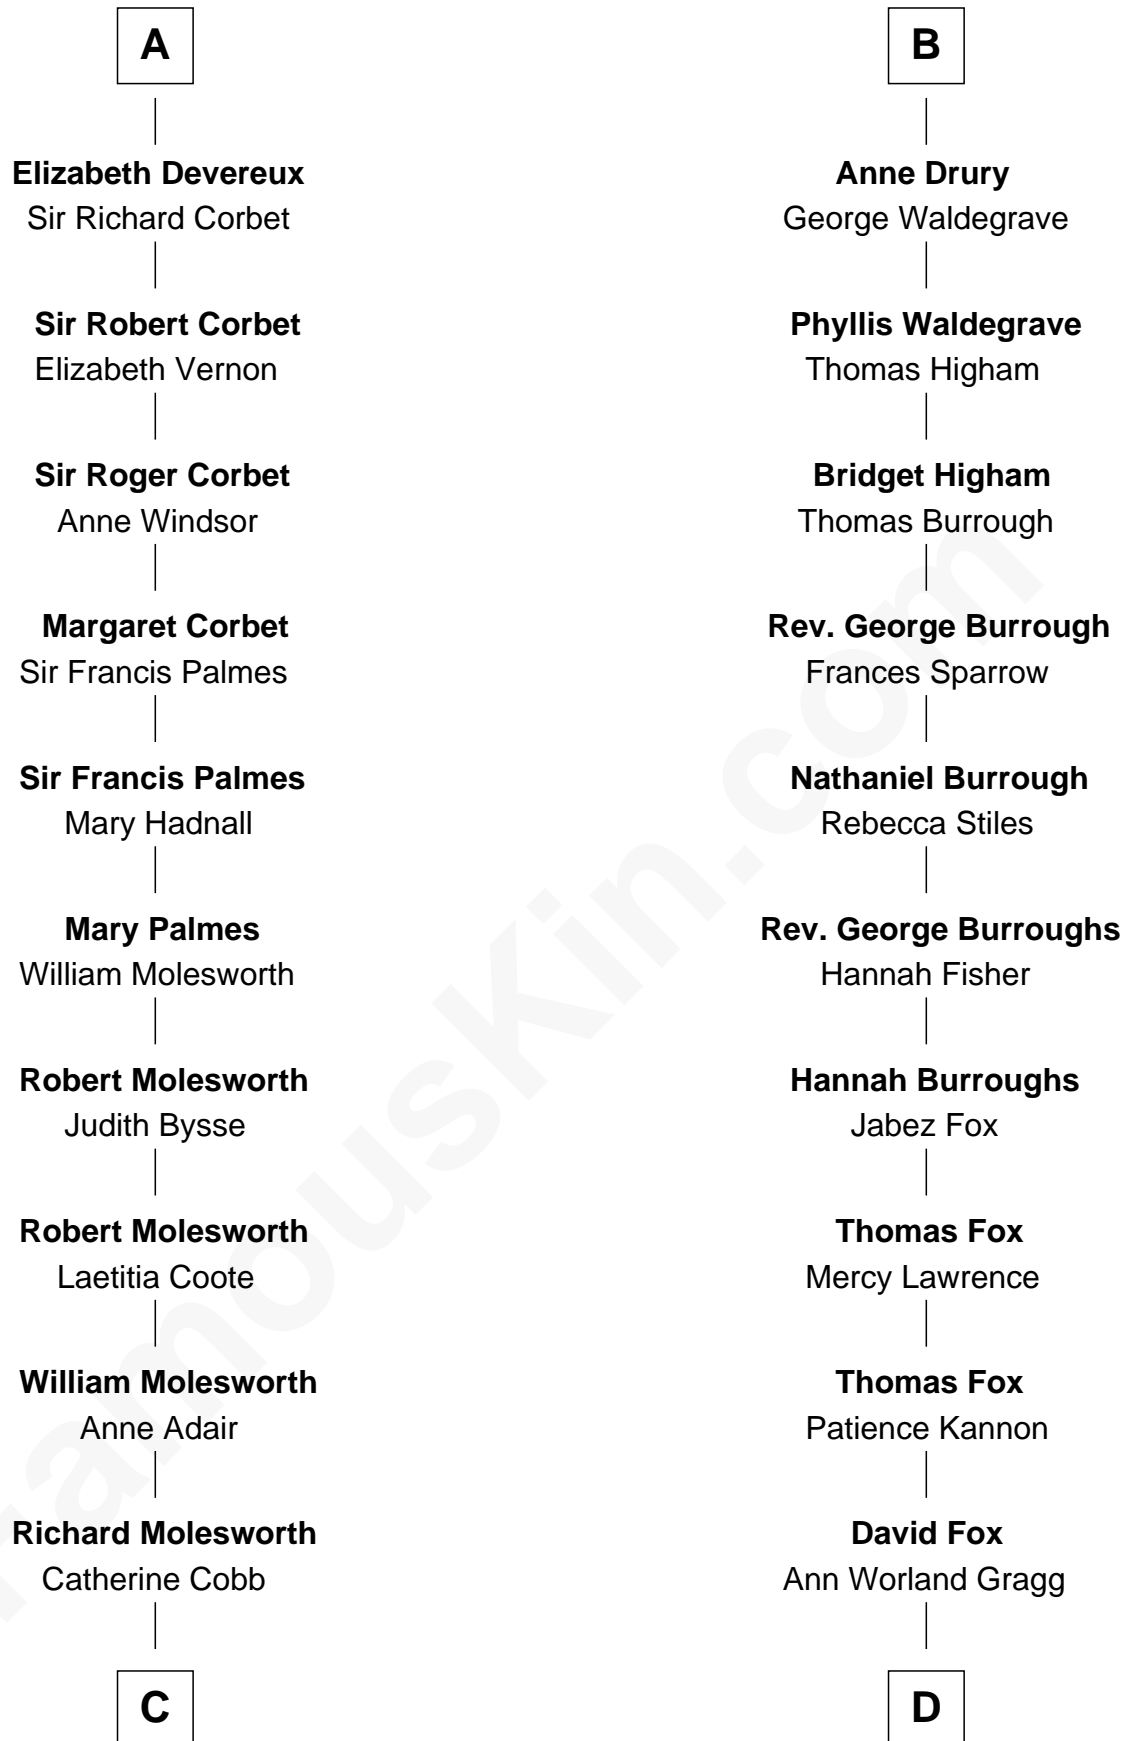 A
Elizabeth Devereux
Sir Richard Corbet
Sir Robert Corbet
Elizabeth Vernon
Sir Roger Corbet
Anne Windsor
Margaret Corbet
Sir Francis Palmes
Sir Francis Palmes
Mary Hadnall
Mary Palmes
William Molesworth
Robert Molesworth
Judith Bysse
Robert Molesworth
Laetitia Coote
William Molesworth
Anne Adair
Richard Molesworth
Catherine Cobb
C
B
Anne Drury
George Waldegrave
Phyllis Waldegrave
Thomas Higham
Bridget Higham
Thomas Burrough
Rev. George Burrough
Frances Sparrow
Nathaniel Burrough
Rebecca Stiles
Rev. George Burroughs
Hannah Fisher
Hannah Burroughs
Jabez Fox
Thomas Fox
Mercy Lawrence
Thomas Fox
Patience Kannon
David Fox
Ann Worland Gragg
D
FamousKin.com